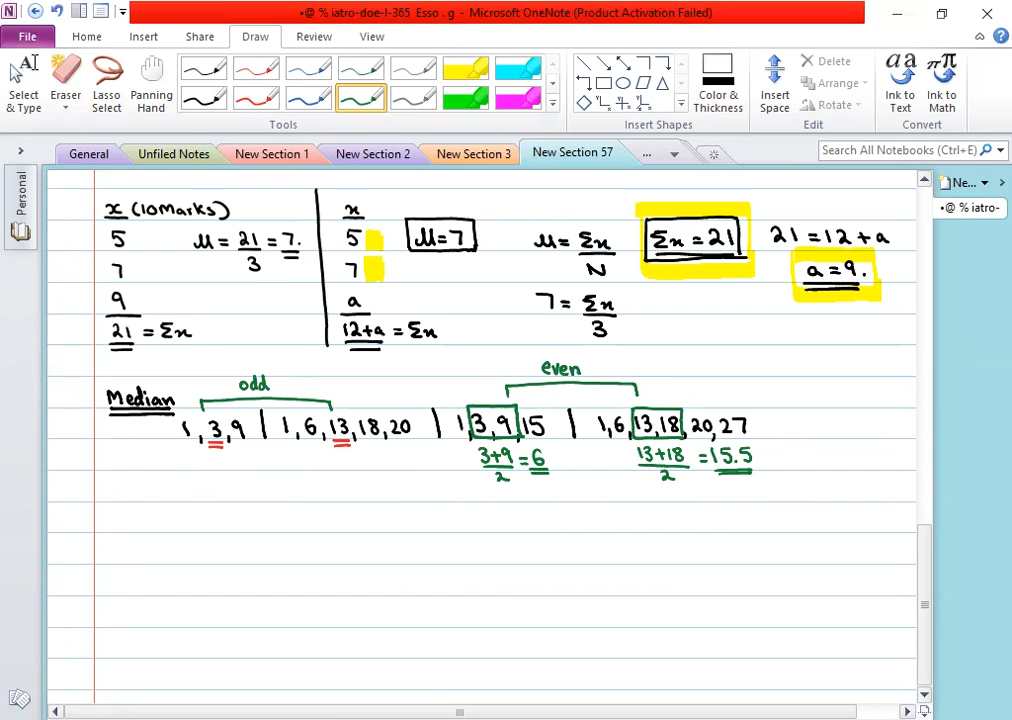 •@ % iatro-doe-l-365 Esso . g - Microsoft OneNote (Product Activation Failed)
File Home Insert Share Draw Review View
Select & Type
Eraser
Lasso Select
Panning Hand
Color & Thickness
Insert Space
Delete
Arrange
Rotate
Ink to Text
Ink to Math
Tools
Insert Shapes
Edit
Convert
General Unfiled Notes New Section 1 New Section 2 New Section 3 New Section 57 ... Search All Notebooks (Ctrl+E)
Personal
Ne...
•@ % iatro-
x (10 Marks)
5
7
9
21 = Σx
μ = 21/3 = 7.
x
5
7
a
12+a = Σx
μ=7
μ = Σx/N
7 = Σx/3
Σx = 21
21 = 12 + a
a = 9.
odd
even
Median
1, 3, 9 | 1, 6, 13, 18, 20 | 1, 3, 9, 15 | 1, 6, 13, 18, 20, 27
3+9/2 = 6
13+18/2 = 15.5